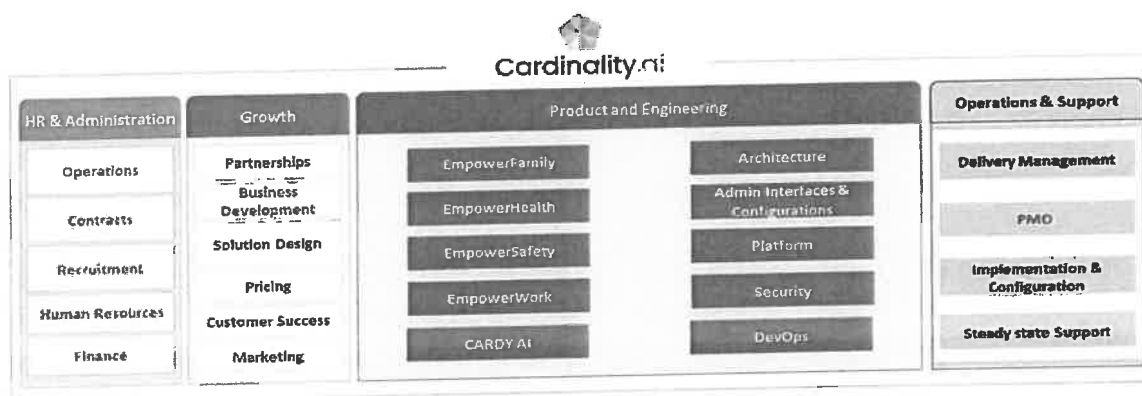 Cardinality.ai
HR & Administration
Operations
Contracts
Recruitment
Human Resources
Finance
Growth
Partnerships
Business
Development
Solution Design
Pricing
Customer Success
Marketing
Product and Engineering
EmpowerFamily
EmpowerHealth
EmpowerSafety
EmpowerWork
CARDY AI
Architecture
Admin Interfaces &
Configurations
Platform
Security
DevOps
Operations & Support
Delivery Management
PMO
Implementation &
Configuration
Steady state Support